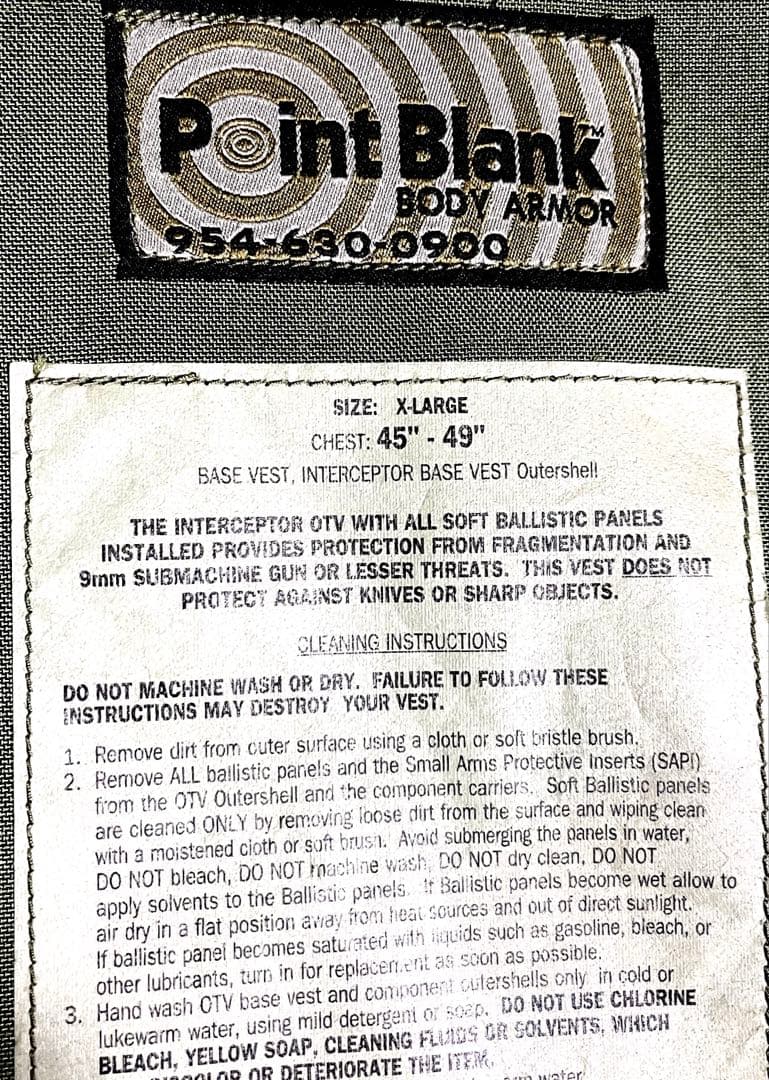 Point Blank™
BODY ARMOR
954-630-0900
SIZE: X-LARGE
CHEST: 45" - 49"
BASE VEST, INTERCEPTOR BASE VEST Outershell
THE INTERCEPTOR OTV WITH ALL SOFT BALLISTIC PANELS
INSTALLED PROVIDES PROTECTION FROM FRAGMENTATION AND
9mm SUBMACHINE GUN OR LESSER THREATS. THIS VEST DOES NOT
PROTECT AGAINST KNIVES OR SHARP OBJECTS.
CLEANING INSTRUCTIONS
DO NOT MACHINE WASH OR DRY. FAILURE TO FOLLOW THESE
INSTRUCTIONS MAY DESTROY YOUR VEST.
1. Remove dirt from outer surface using a cloth or soft bristle brush.
2. Remove ALL ballistic panels and the Small Arms Protective Inserts (SAPI)
from the OTV Outershell and the component carriers. Soft Ballistic panels
are cleaned ONLY by removing loose dirt from the surface and wiping clean
with a moistened cloth or soft brush. Avoid submerging the panels in water,
DO NOT bleach, DO NOT machine wash, DO NOT dry clean, DO NOT
apply solvents to the Ballistic panels. If Ballistic panels become wet allow to
air dry in a flat position away from heat sources and out of direct sunlight.
If ballistic panel becomes saturated with liquids such as gasoline, bleach, or
other lubricants, turn in for replacement as soon as possible.
3. Hand wash OTV base vest and component outershells only in cold or
lukewarm water, using mild detergent or soap. DO NOT USE CHLORINE
BLEACH, YELLOW SOAP, CLEANING FLUIDS OR SOLVENTS, WHICH
OR DETERIORATE THE ITEM.
water